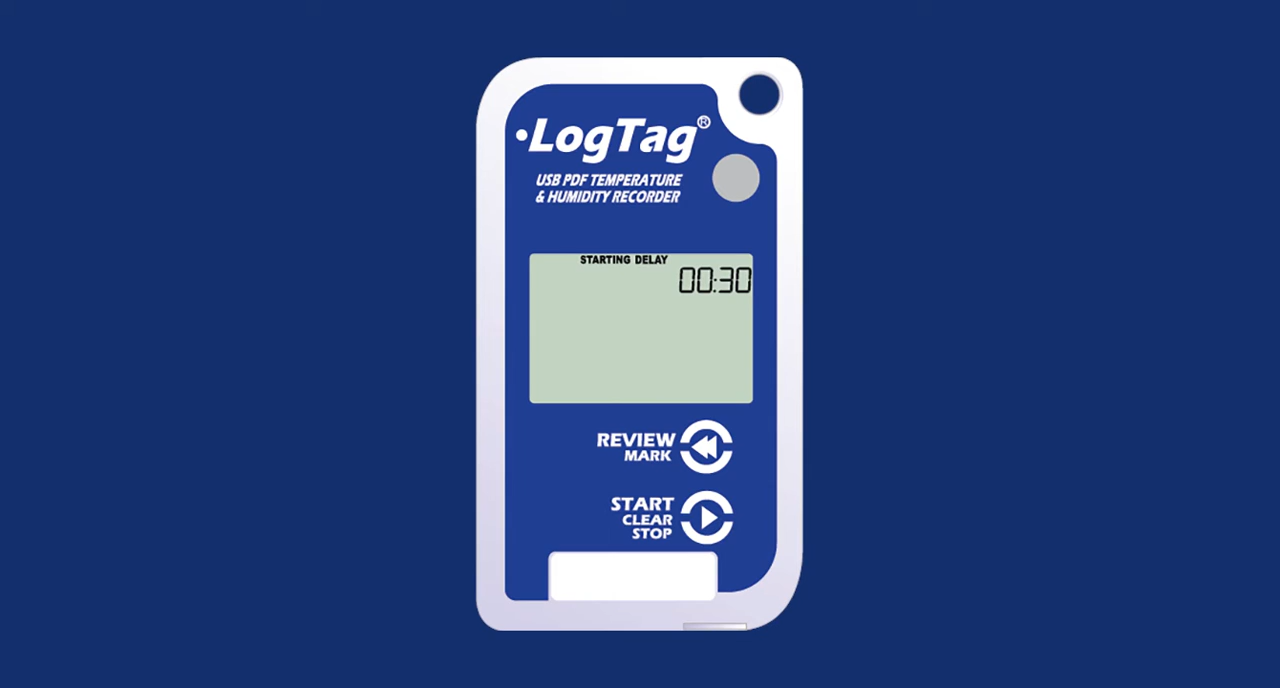 LogTag®
USB PDF TEMPERATURE
& HUMIDITY RECORDER
STARTING DELAY
00:30
REVIEW
MARK
START
CLEAR
STOP